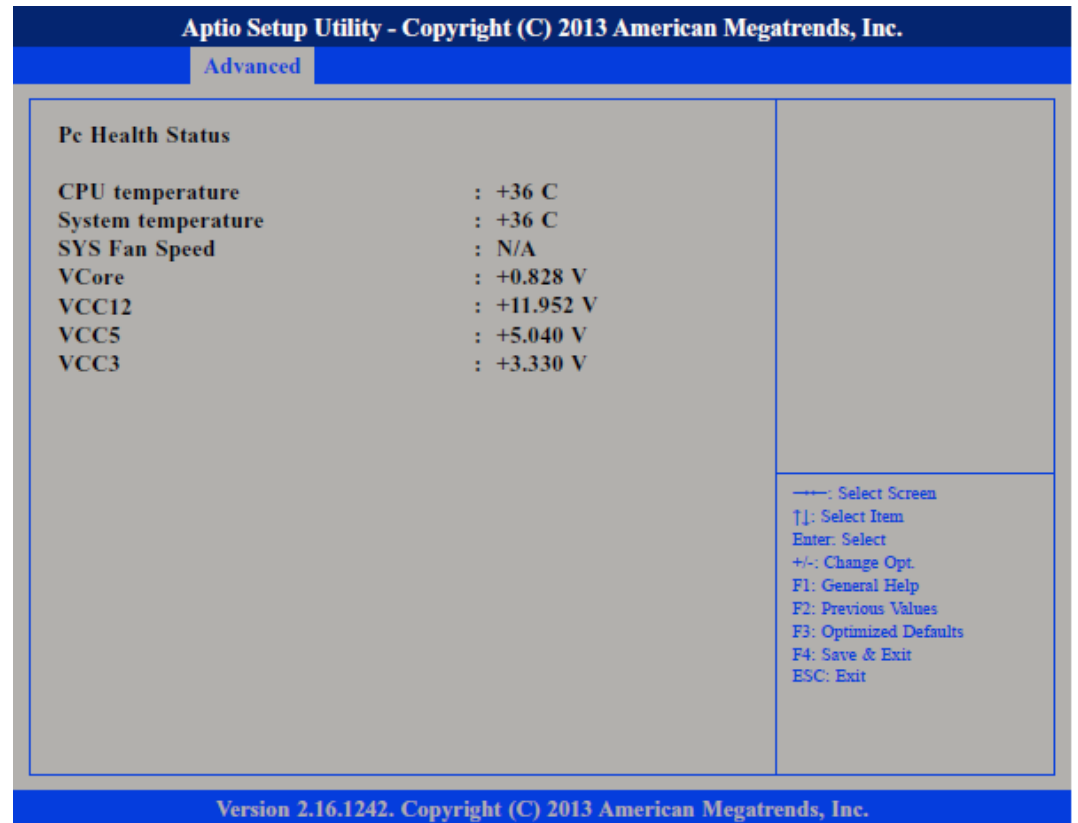 Aptio Setup Utility - Copyright (C) 2013 American Megatrends, Inc.
Advanced
Pc Health Status
CPU temperature : +36 C
System temperature : +36 C
SYS Fan Speed : N/A
VCore : +0.828 V
VCC12 : +11.952 V
VCC5 : +5.040 V
VCC3 : +3.330 V
→←: Select Screen
↑↓: Select Item
Enter: Select
+/-: Change Opt.
F1: General Help
F2: Previous Values
F3: Optimized Defaults
F4: Save & Exit
ESC: Exit
Version 2.16.1242. Copyright (C) 2013 American Megatrends, Inc.